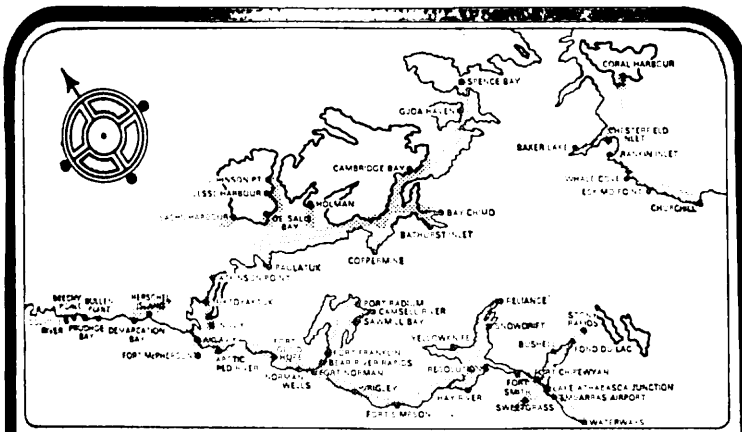 CORAL HARBOUR
SPENCE BAY
GJOA HAVEN
CHESTERFIELD
INLET
BAKER LAKE
RANKIN INLET
CAMBRIDGE BAY
WHALE COVE
ESKIMO POINT
HOLMAN
CHURCHILL
DE SALIS
BAY
BAY CHIMO
BATHURST INLET
COPPERMINE
PAULATUK
ATKINSON POINT
PORT RADIUM
CAMSELL RIVER
SAWMILL BAY
RELIANCE
SNOWDRIFT
STONY
RAPIDS
BUSHELL
FOND DU LAC
BEECHY
POINT
BULLEN
POINT
HERSCHEL
ISLAND
RIVER
PRUDHOE
BAY
DEMARCATION
BAY
FORT McPHERSON
ARCTIC
RED RIVER
FORT
GOOD
HOPE
NORMAN
WELLS
FORT FRANKLIN
BEAR RIVER RAPIDS
FORT NORMAN
WRIGLEY
FORT SIMPSON
YELLOWKNIFE
RESOLUTION
HAY RIVER
FORT
SMITH
FORT CHIPEWYAN
LAKE ATHABASCA JUNCTION
EMBARRAS AIRPORT
SWEETGRASS
WATERWAYS